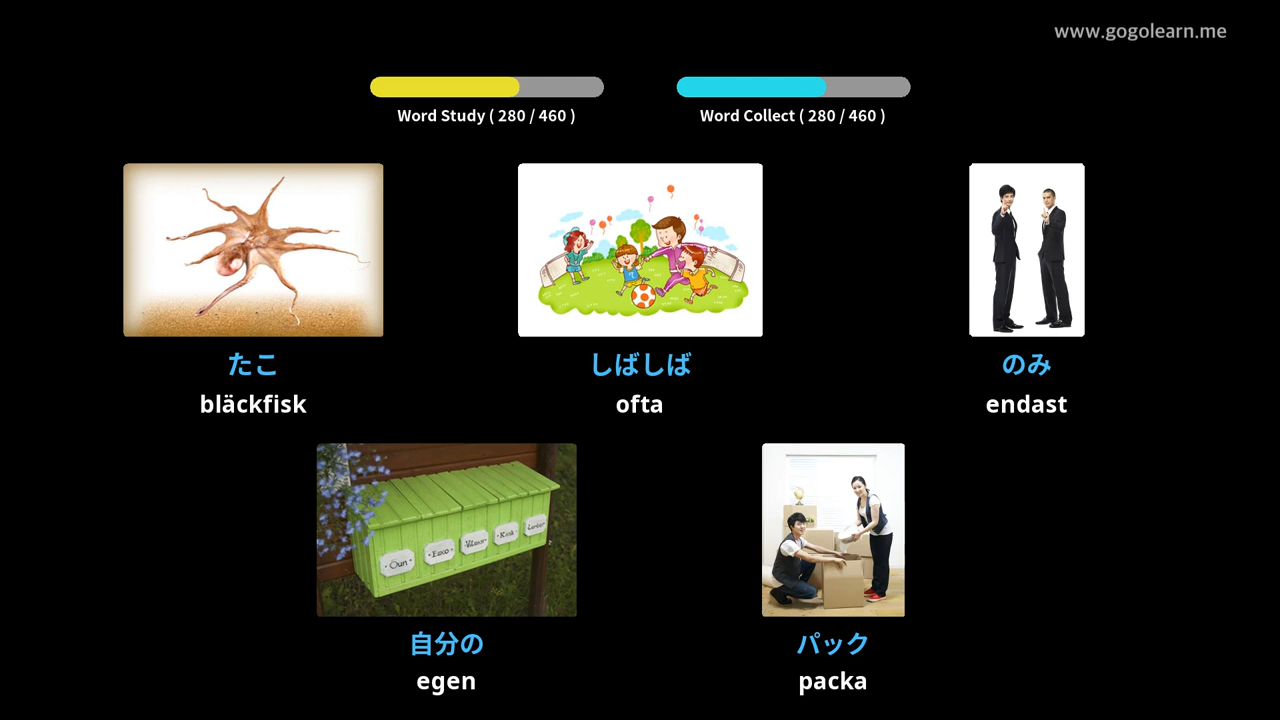 www.gogolearn.me
Word Study ( 280 / 460 )
Word Collect ( 280 / 460 )
たこ
bläckfisk
しばしば
ofta
のみ
endast
自分の
egen
パック
packa